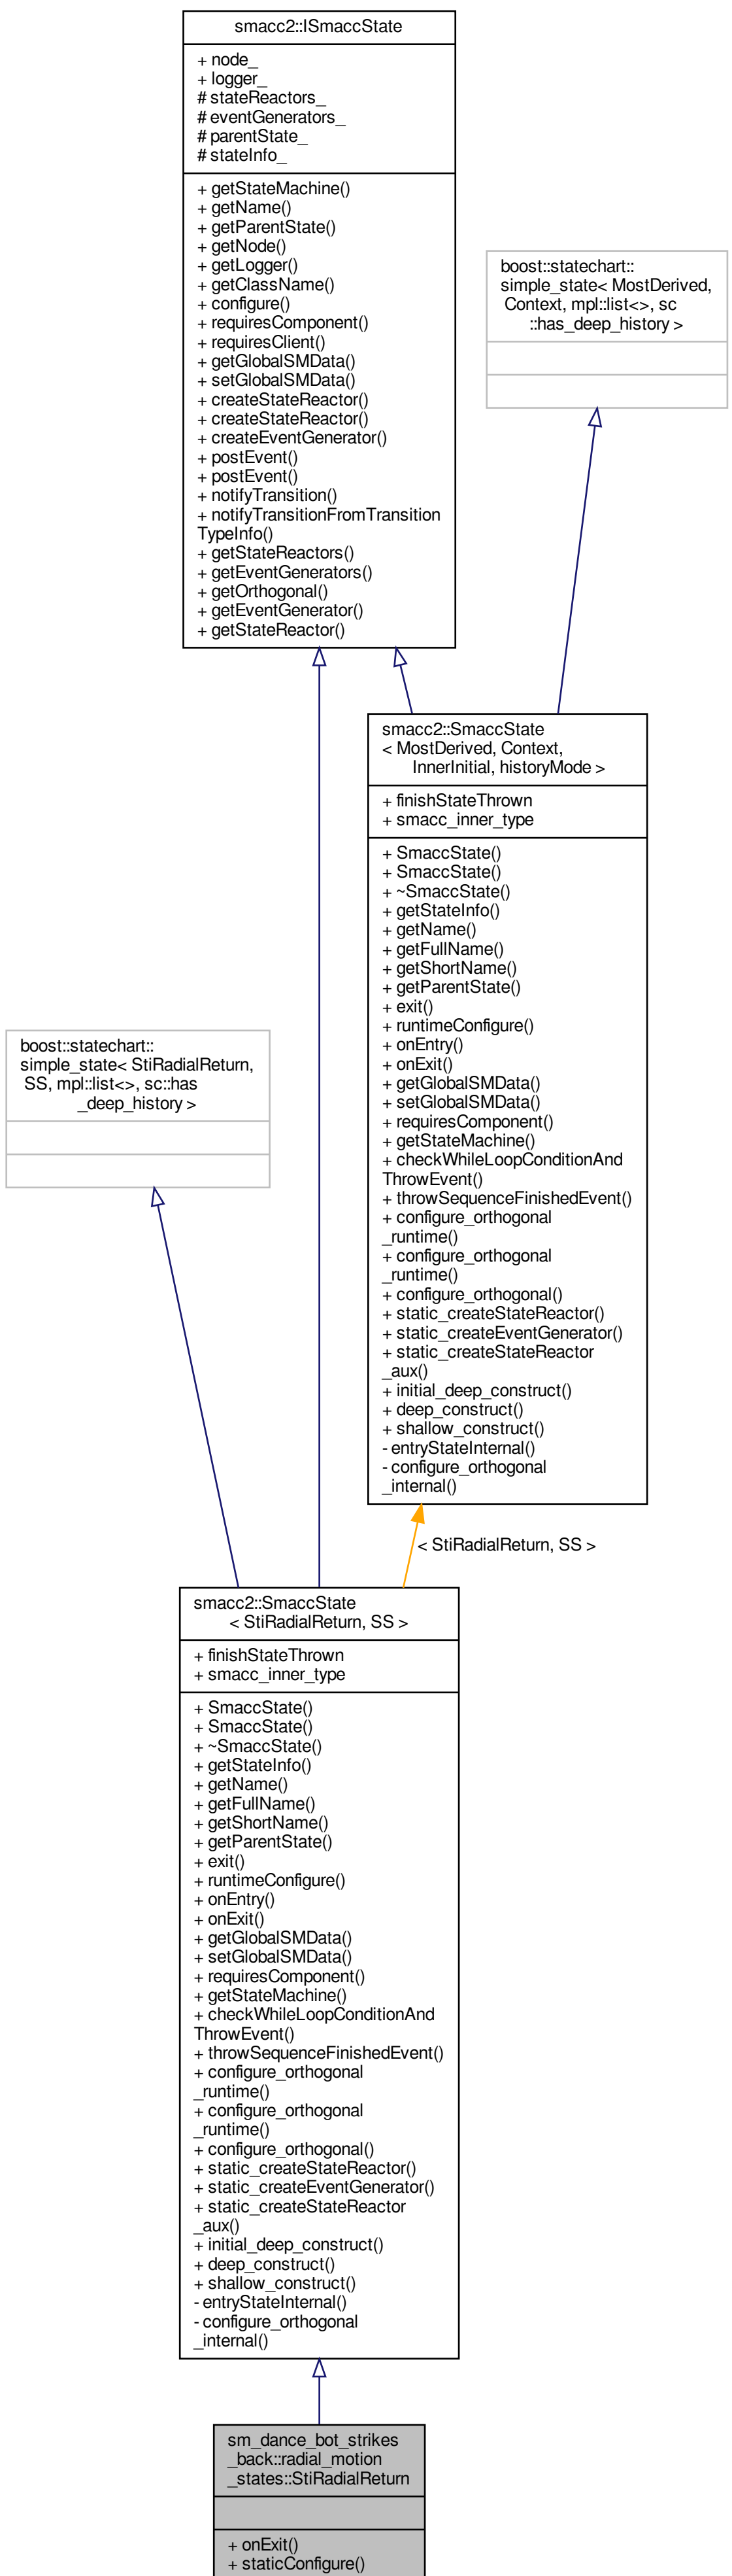 smacc2::ISmaccState
+ node_
+ logger_
# stateReactors_
# eventGenerators_
# parentState_
# stateInfo_
+ getStateMachine()
+ getName()
+ getParentState()
+ getNode()
+ getLogger()
+ getClassName()
+ configure()
+ requiresComponent()
+ requiresClient()
+ getGlobalSMData()
+ setGlobalSMData()
+ createStateReactor()
+ createStateReactor()
+ createEventGenerator()
+ postEvent()
+ postEvent()
+ notifyTransition()
+ notifyTransitionFromTransition
TypeInfo()
+ getStateReactors()
+ getEventGenerators()
+ getOrthogonal()
+ getEventGenerator()
+ getStateReactor()
boost::statechart::
simple_state< MostDerived,
Context, mpl::list<>, sc
::has_deep_history >
smacc2::SmaccState
< MostDerived, Context,
InnerInitial, historyMode >
+ finishStateThrown
+ smacc_inner_type
+ SmaccState()
+ SmaccState()
+ ~SmaccState()
+ getStateInfo()
+ getName()
+ getFullName()
+ getShortName()
+ getParentState()
+ exit()
+ runtimeConfigure()
+ onEntry()
+ onExit()
+ getGlobalSMData()
+ setGlobalSMData()
+ requiresComponent()
+ getStateMachine()
+ checkWhileLoopConditionAnd
ThrowEvent()
+ throwSequenceFinishedEvent()
+ configure_orthogonal
_runtime()
+ configure_orthogonal
_runtime()
+ configure_orthogonal()
+ static_createStateReactor()
+ static_createEventGenerator()
+ static_createStateReactor
_aux()
+ initial_deep_construct()
+ deep_construct()
+ shallow_construct()
- entryStateInternal()
- configure_orthogonal
_internal()
boost::statechart::
simple_state< StiRadialReturn,
SS, mpl::list<>, sc::has
_deep_history >
< StiRadialReturn, SS >
smacc2::SmaccState
< StiRadialReturn, SS >
+ finishStateThrown
+ smacc_inner_type
+ SmaccState()
+ SmaccState()
+ ~SmaccState()
+ getStateInfo()
+ getName()
+ getFullName()
+ getShortName()
+ getParentState()
+ exit()
+ runtimeConfigure()
+ onEntry()
+ onExit()
+ getGlobalSMData()
+ setGlobalSMData()
+ requiresComponent()
+ getStateMachine()
+ checkWhileLoopConditionAnd
ThrowEvent()
+ throwSequenceFinishedEvent()
+ configure_orthogonal
_runtime()
+ configure_orthogonal
_runtime()
+ configure_orthogonal()
+ static_createStateReactor()
+ static_createEventGenerator()
+ static_createStateReactor
_aux()
+ initial_deep_construct()
+ deep_construct()
+ shallow_construct()
- entryStateInternal()
- configure_orthogonal
_internal()
sm_dance_bot_strikes
_back::radial_motion
_states::StiRadialReturn
+ onExit()
+ staticConfigure()